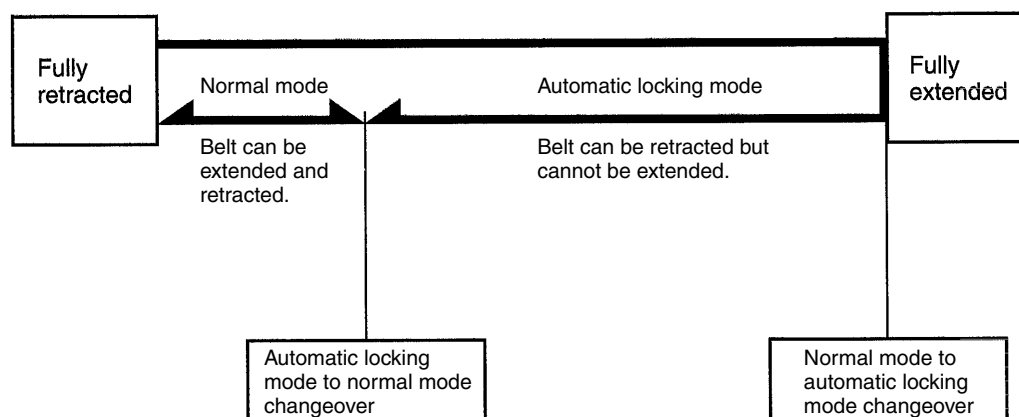 Fully
retracted
Normal mode
Automatic locking mode
Fully
extended
Belt can be
extended and
retracted.
Belt can be retracted but
cannot be extended.
Automatic locking
mode to normal mode
changeover
Normal mode to
automatic locking
mode changeover